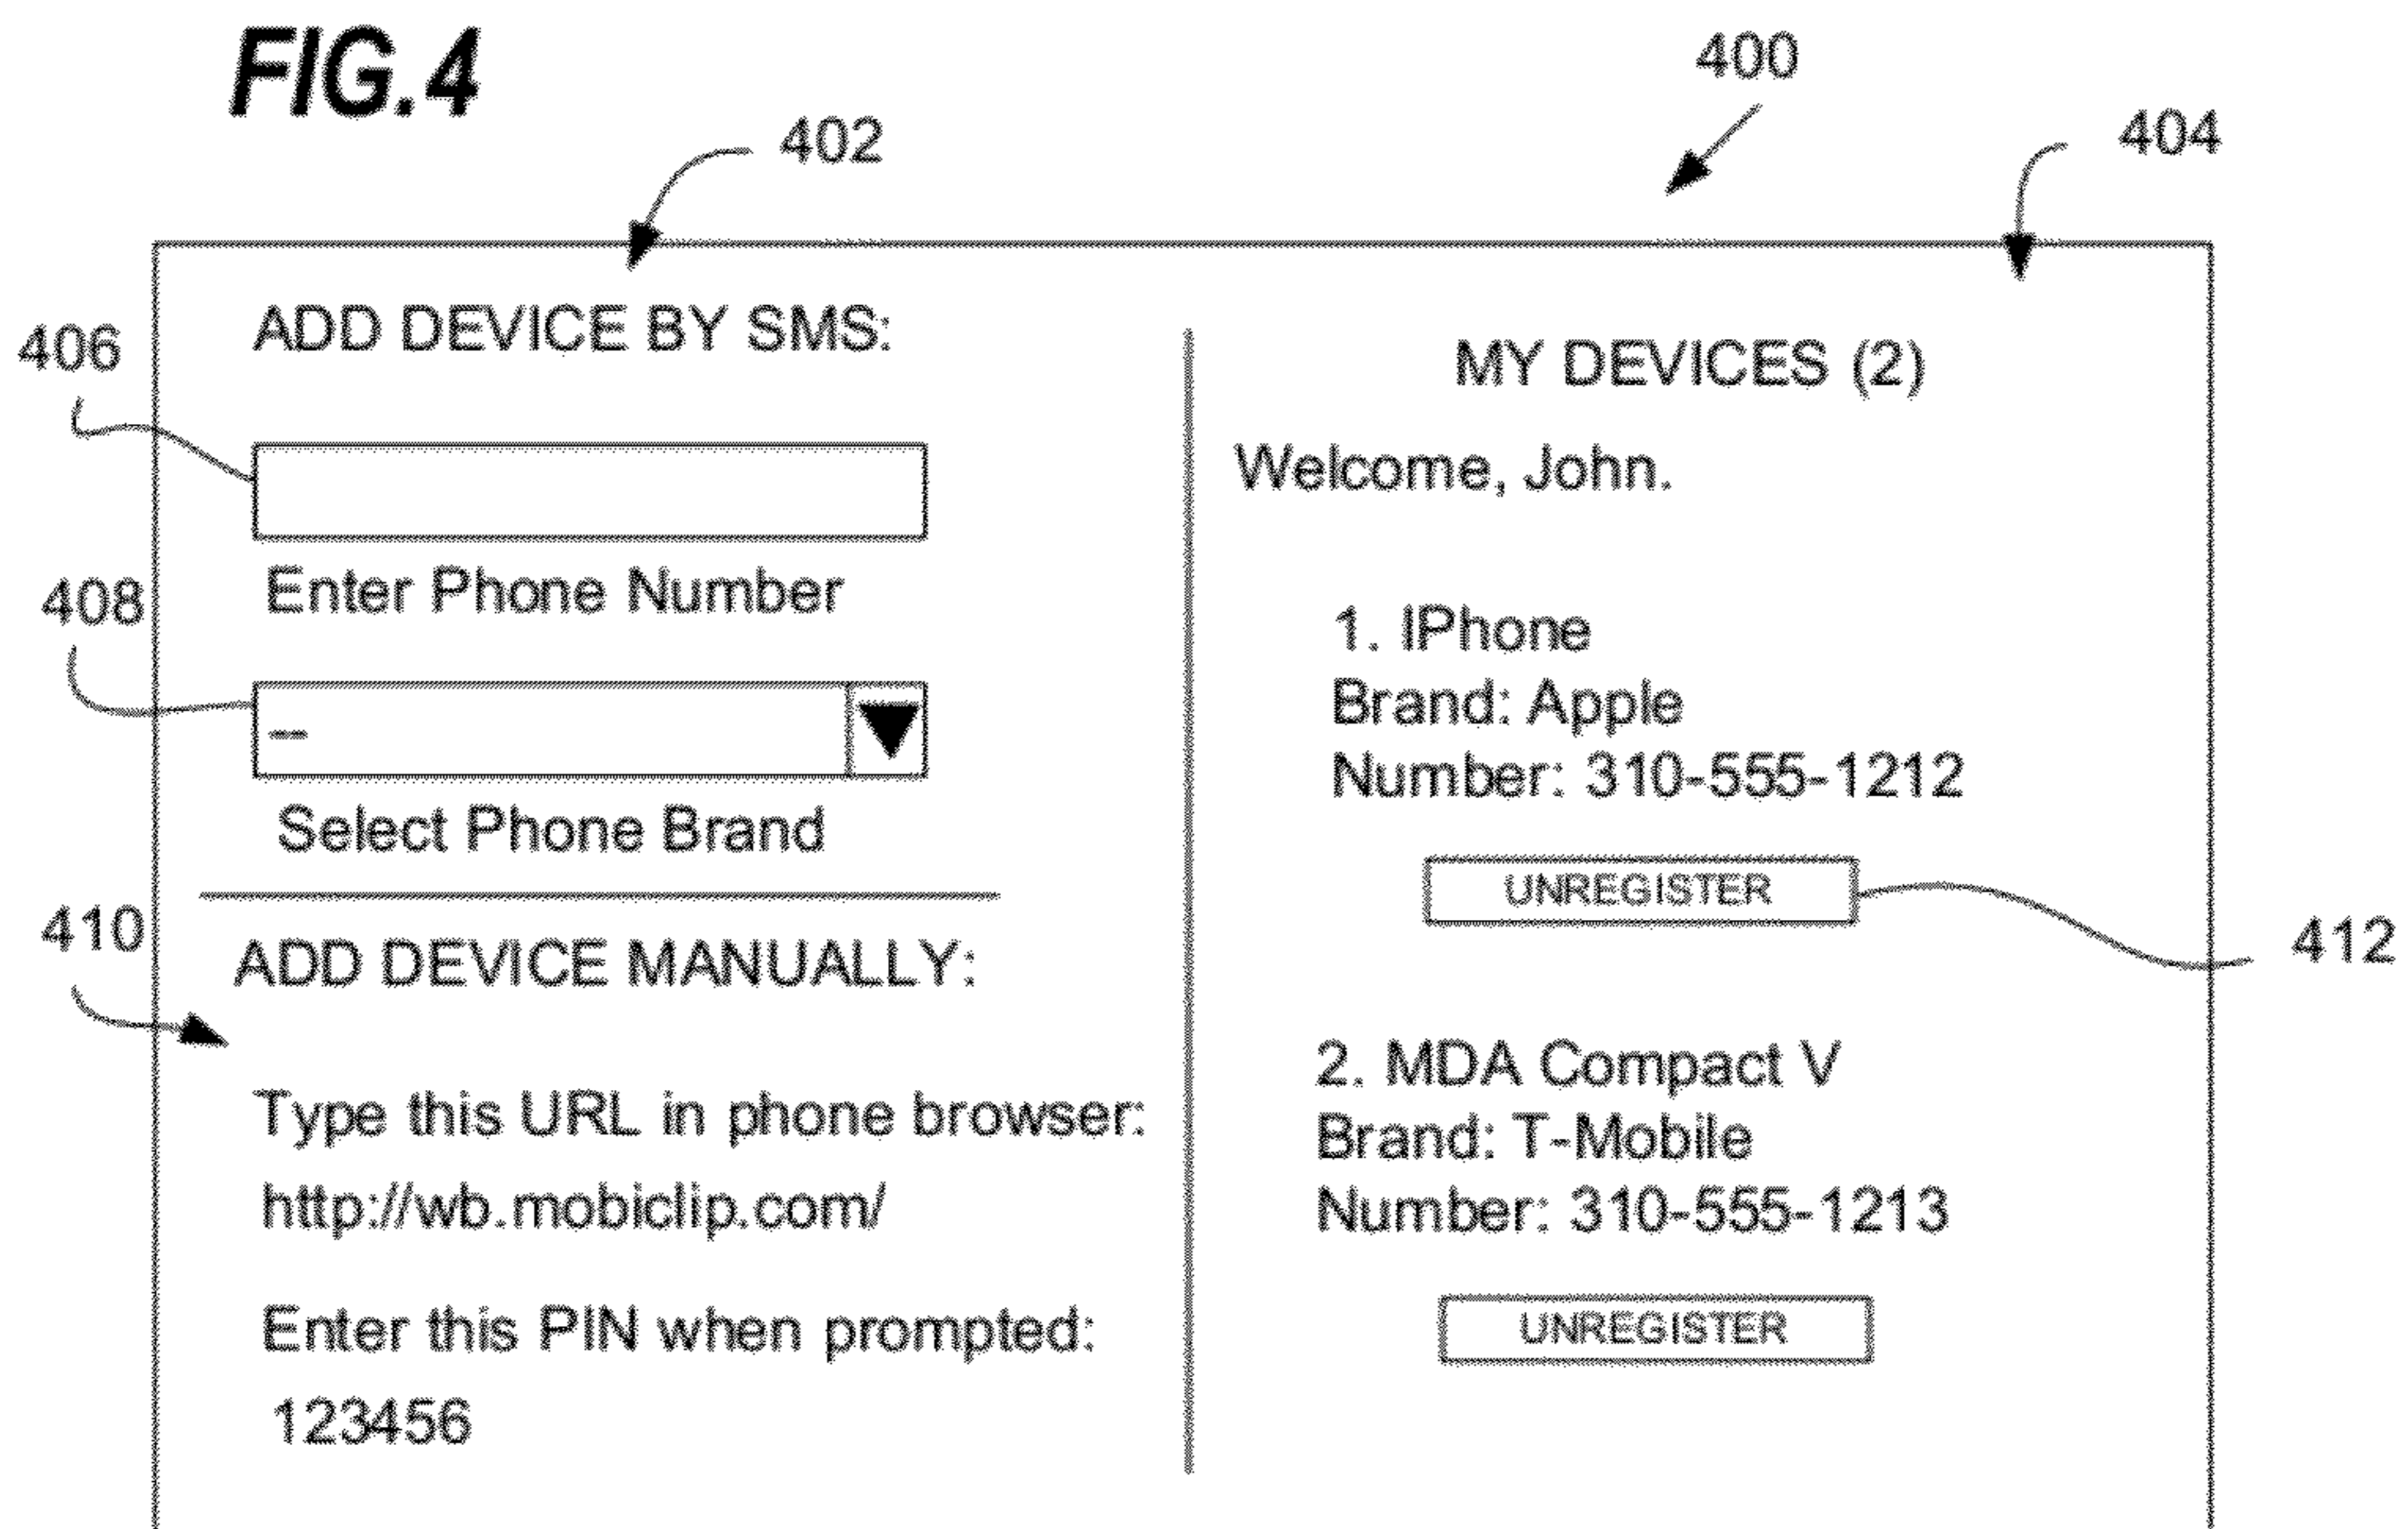 FIG.4
400
402
404
ADD DEVICE BY SMS:
406
Enter Phone Number
408
--
Select Phone Brand
410
ADD DEVICE MANUALLY:
Type this URL in phone browser:
http://wb.mobiclip.com/
Enter this PIN when prompted:
123456
MY DEVICES (2)
Welcome, John.
1. IPhone
Brand: Apple
Number: 310-555-1212
UNREGISTER
412
2. MDA Compact V
Brand: T-Mobile
Number: 310-555-1213
UNREGISTER